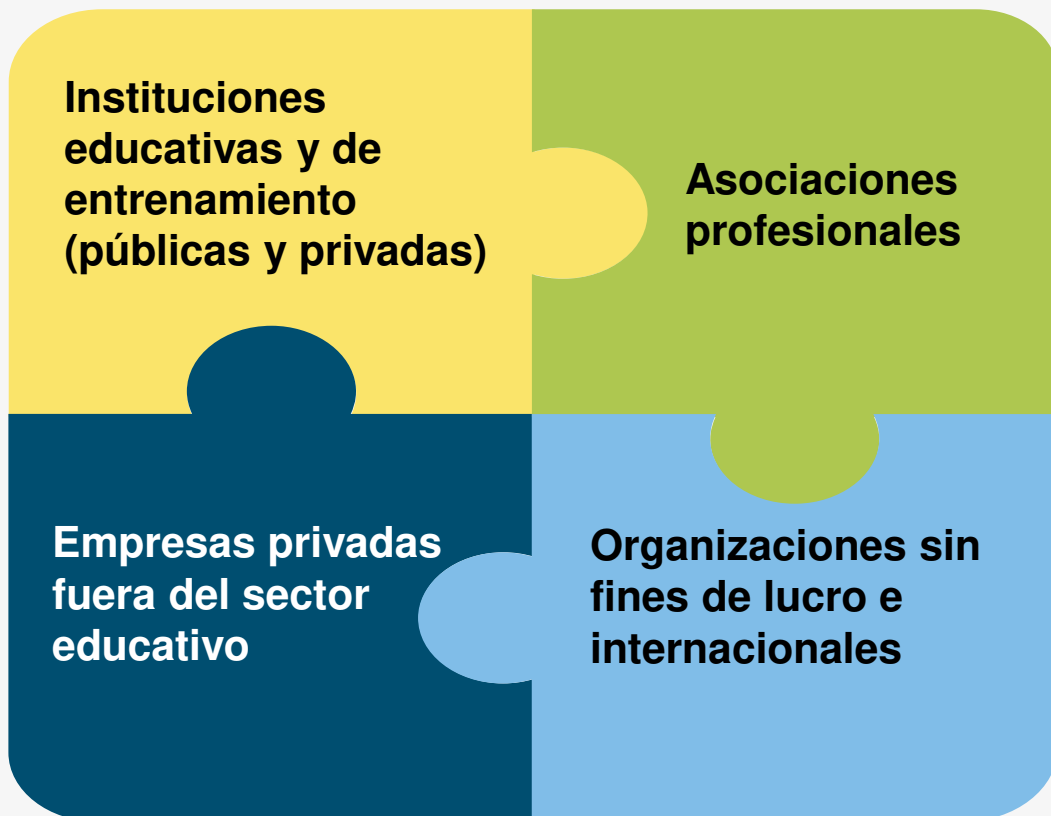 Instituciones
educativas y de
entrenamiento
(públicas y privadas)
Asociaciones
profesionales
Empresas privadas
fuera del sector
educativo
Organizaciones sin
fines de lucro e
internacionales